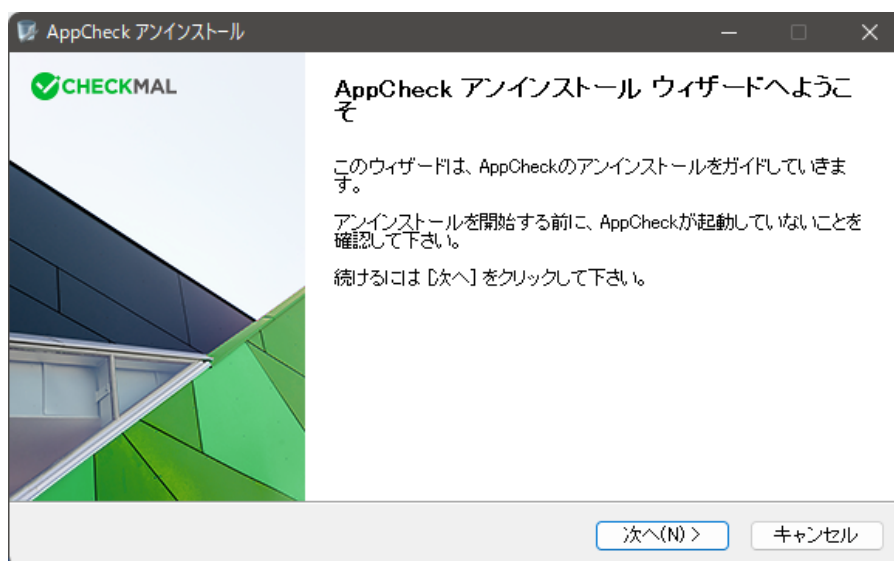 AppCheck アンインストール
CHECKMAL
AppCheck アンインストール ウィザードへようこ
そ
このウィザードは、AppCheckのアンインストールをガイドしていきま
す。
アンインストールを開始する前に、AppCheckが起動していないことを
確認して下さい。
続けるには [次へ] をクリックして下さい。
次へ(N) >
キャンセル